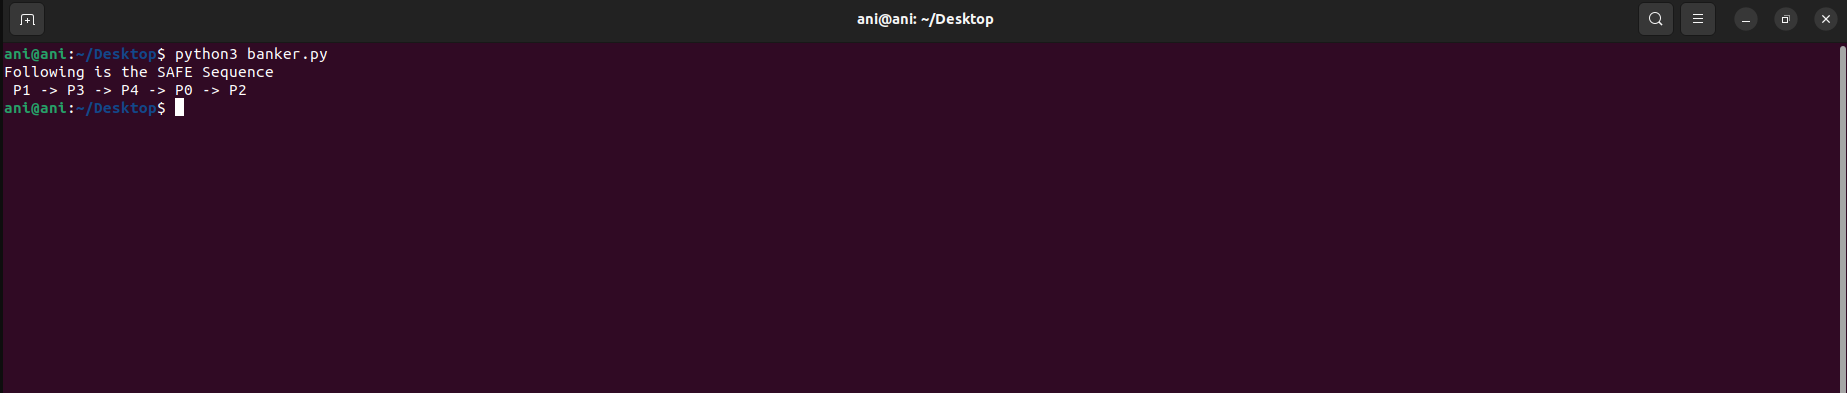 ani@ani: ~/Desktop
ani@ani:~/Desktop$ python3 banker.py
Following is the SAFE Sequence
 P1 -> P3 -> P4 -> P0 -> P2
ani@ani:~/Desktop$